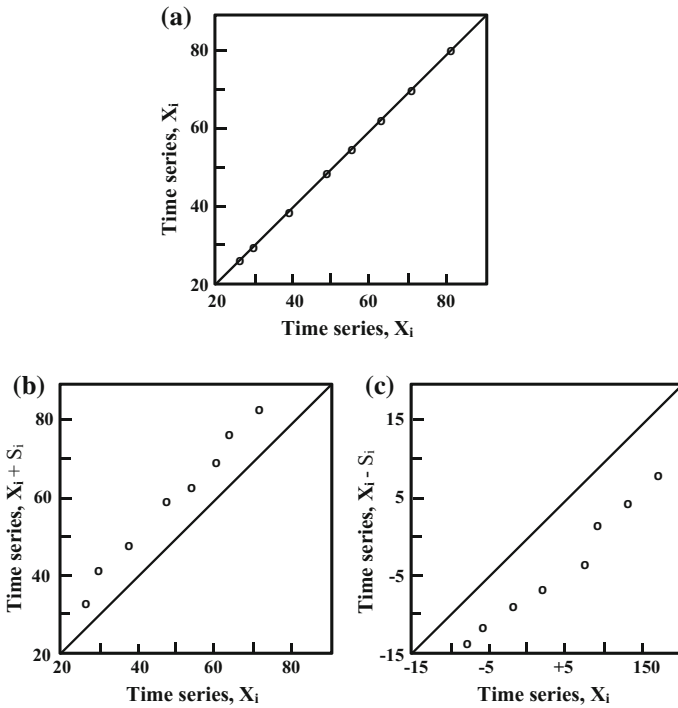 (a)
Time series, Xi
80
60
40
20
20 40 60 80
Time series, Xi
(b)
Time series, Xi + Si
80
60
40
20
20 40 60 80
Time series, Xi
(c)
Time series, Xi - Si
15
5
-5
-15
-15 -5 +5 150
Time series, Xi